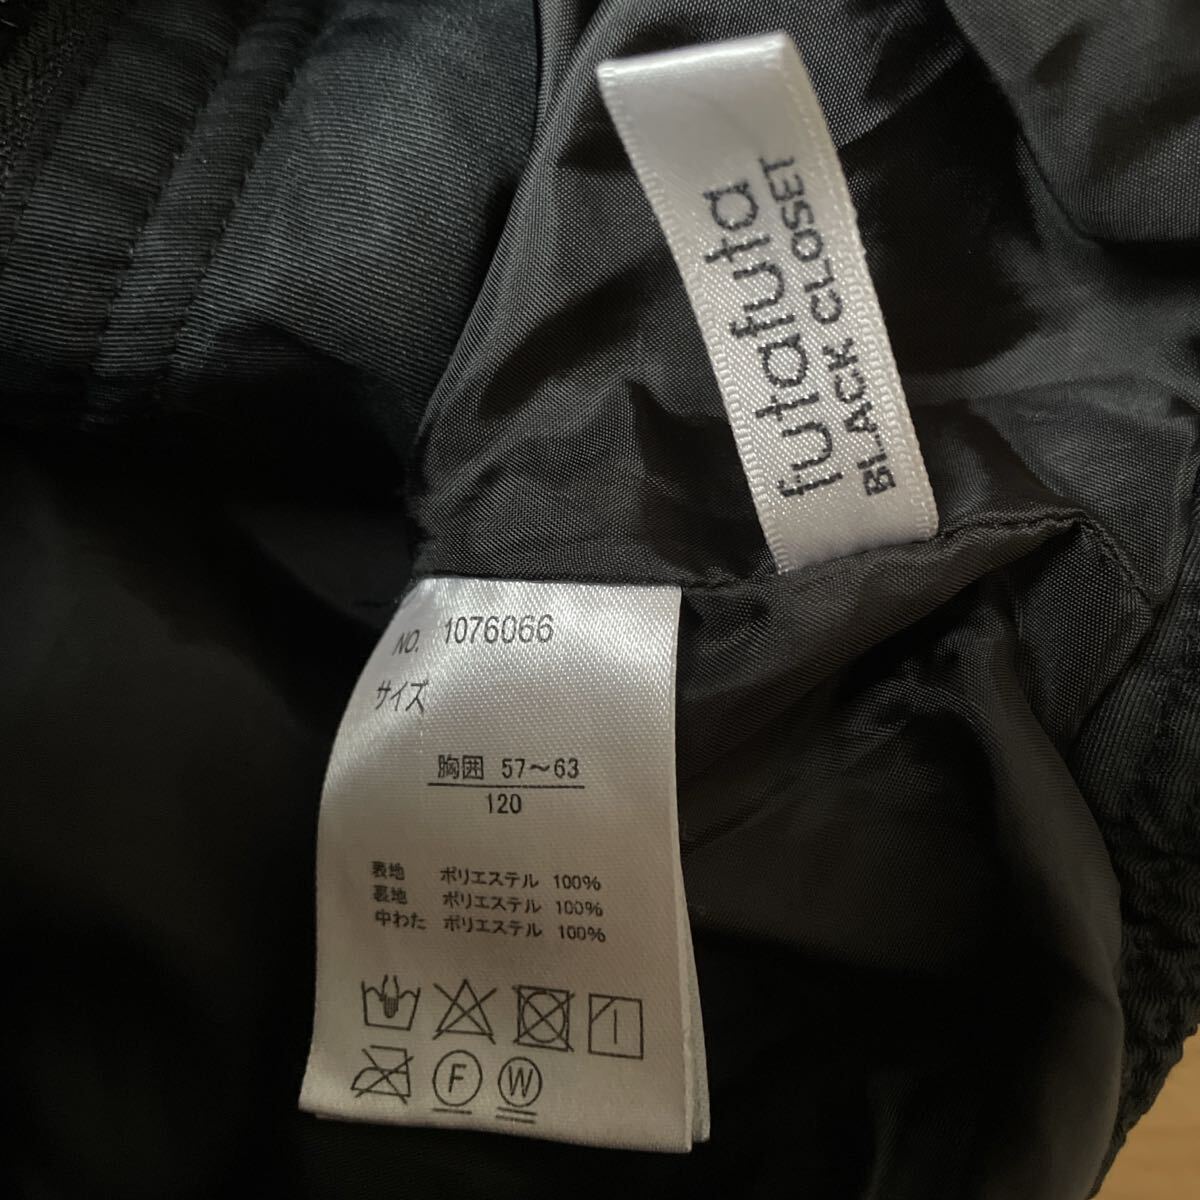 futafuta
BLACK CLOSET
NO. 1076066
サイズ
胸囲 57～63
120
表地 ポリエステル 100%
裏地 ポリエステル 100%
中わた ポリエステル 100%
F W